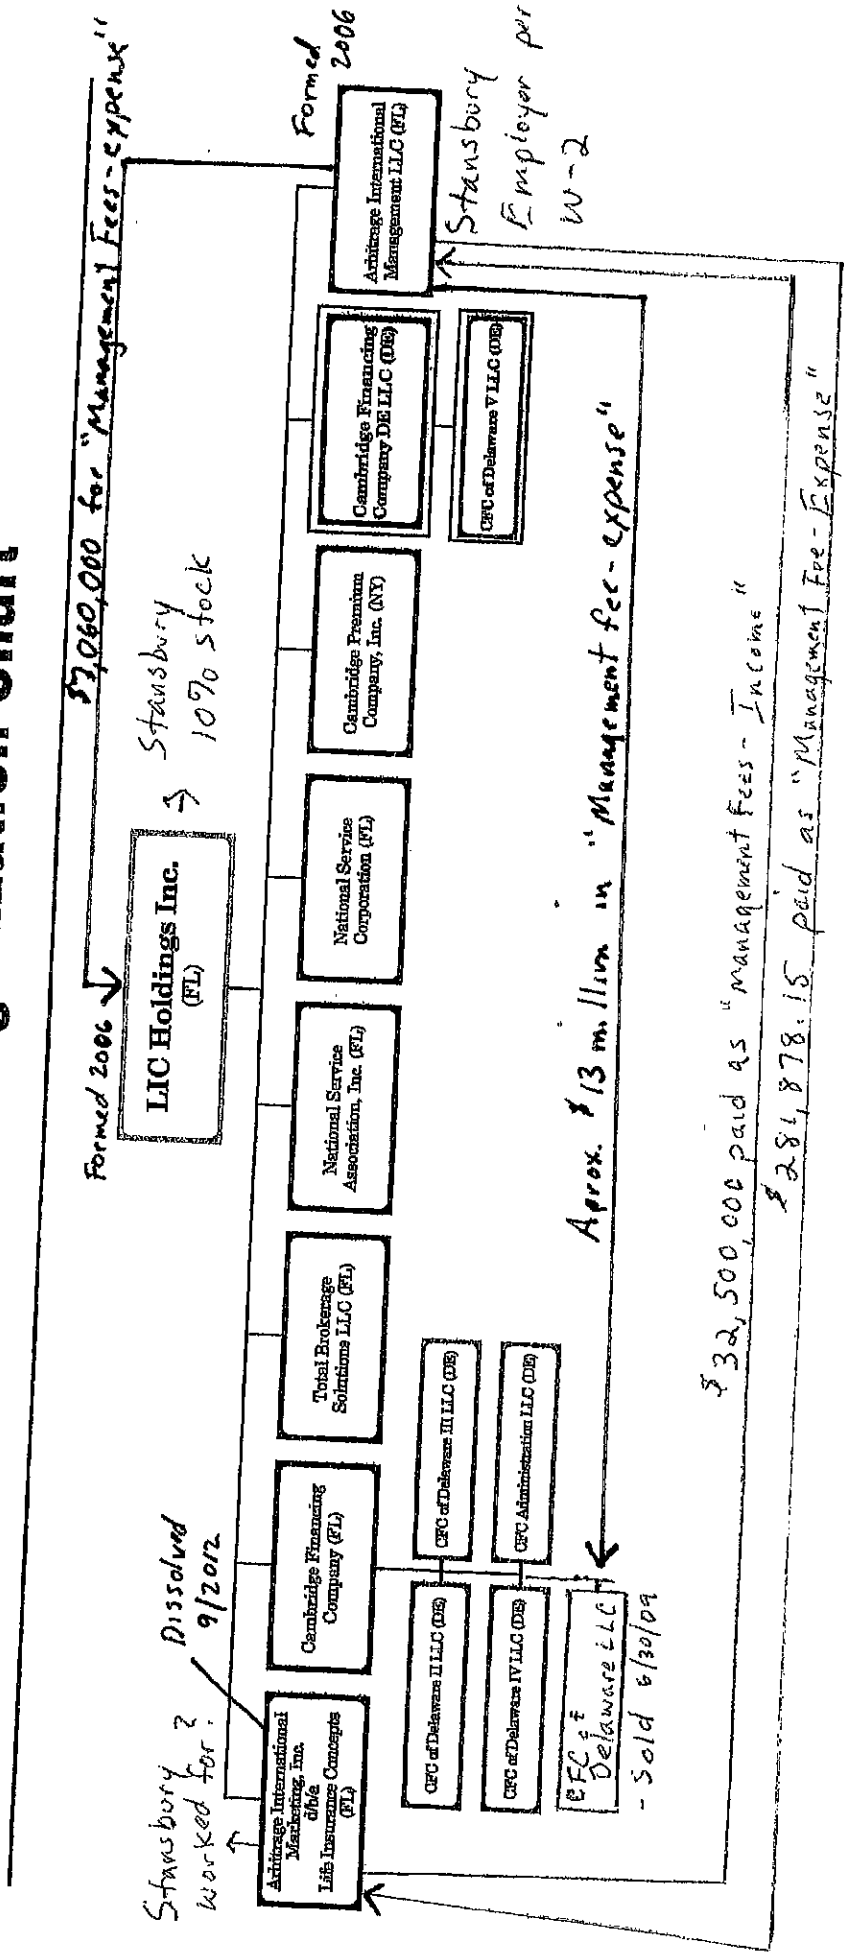 $7,060,000 for "Management Fees-expense"
Formed 2006
LIC Holdings Inc.
(FL)
Stansbury
10% stock
Formed
2006
Stansbury
worked for?
Dissolved
9/2012
Arbitrage International
Marketing, Inc.
d/b/a
Life Insurance Concepts
(FL)
Cambridge Financing
Company (FL)
Total Brokerage
Solutions LLC (FL)
National Service
Association, Inc. (FL)
National Service
Corporation (FL)
Cambridge Premium
Company, Inc. (NY)
Cambridge Financing
Company DE LLC (DE)
Arbitrage International
Management LLC (FL)
Stansbury
Employer per
W-2
CFC of Delaware II LLC (DE)
CFC of Delaware III LLC (DE)
CFC of Delaware V LLC (DE)
CFC of Delaware IV LLC (DE)
CFC Administration LLC (DE)
CFC of
Delaware LLC
- Sold 6/30/09
Aprox. $13 million in "Management fee-expense"
$32,500,000 paid as "Management Fees - Income"
paid as "Management Fee - Expense"